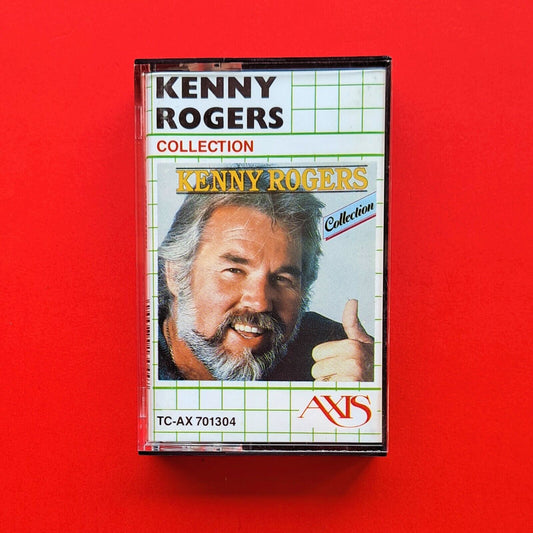 KENNY
ROGERS
COLLECTION
KENNY ROGERS
Collection
TC-AX 701304
AXIS